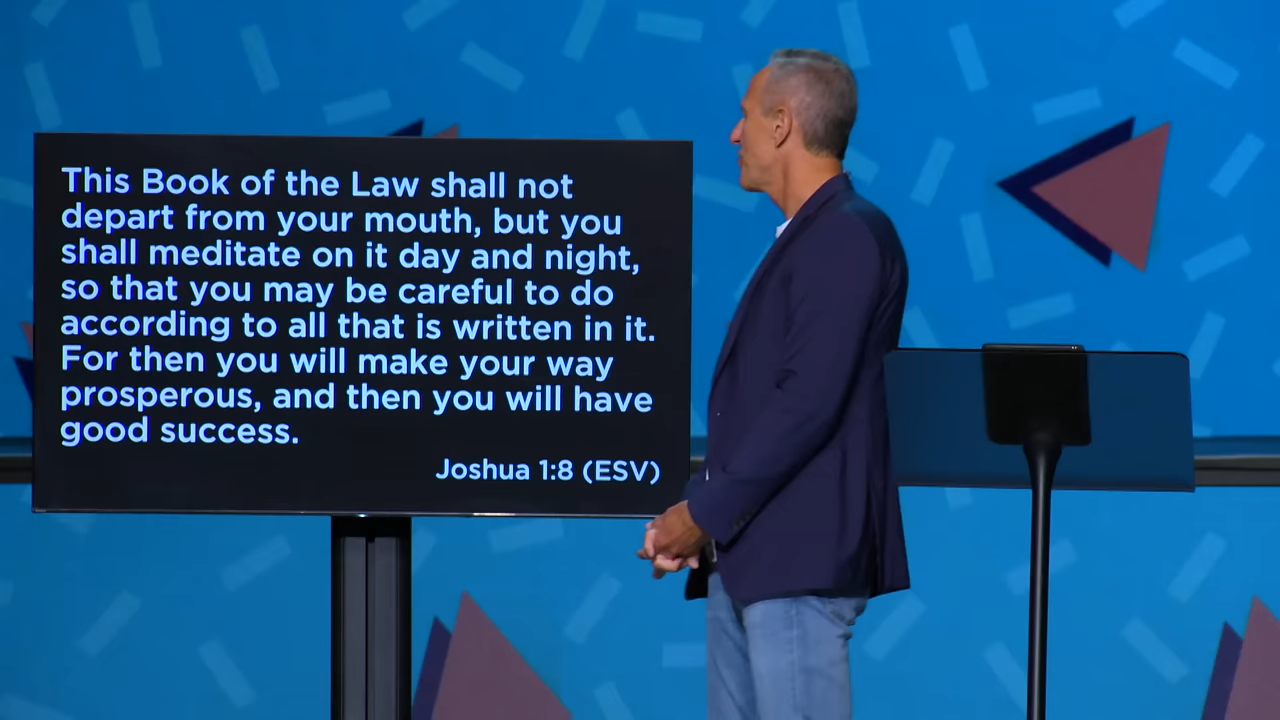 This Book of the Law shall not
depart from your mouth, but you
shall meditate on it day and night,
so that you may be careful to do
according to all that is written in it.
For then you will make your way
prosperous, and then you will have
good success.
Joshua 1:8 (ESV)